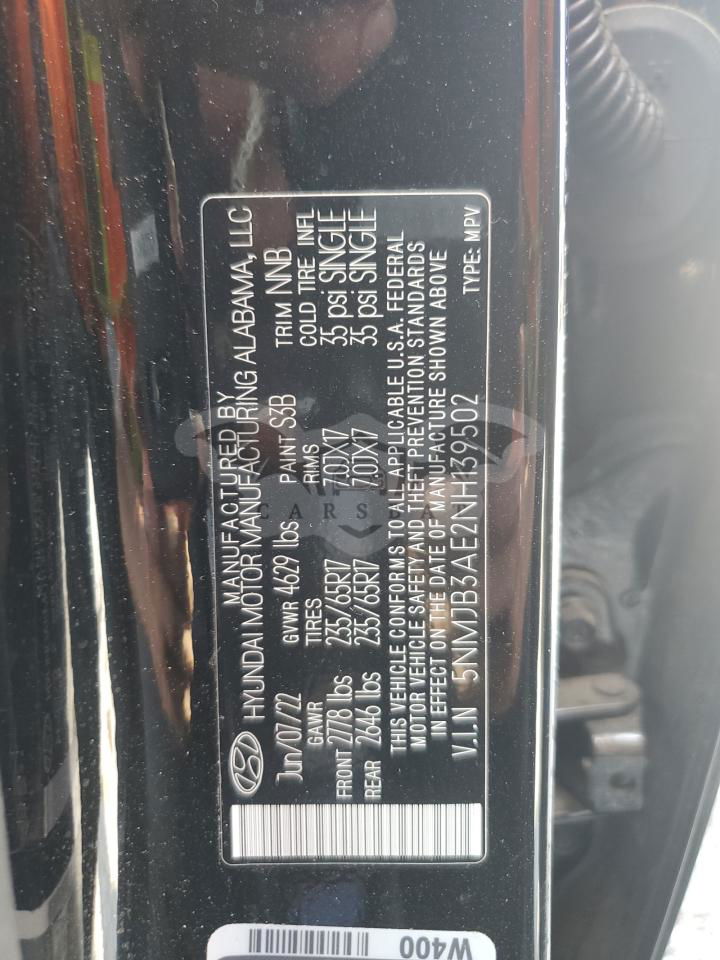 MANUFACTURED BY
HYUNDAI MOTOR MANUFACTURING ALABAMA, LLC
Jun/07/22 GVWR 4629 lbs PAINT S3B TRIM NNB
GAWR TIRES RIMS COLD TIRE INFL
FRONT 2778 lbs 235/65R17 7.0JX17 35 psi SINGLE
REAR 2646 lbs 235/65R17 7.0JX17 35 psi SINGLE
THIS VEHICLE CONFORMS TO ALL APPLICABLE U.S.A. FEDERAL
MOTOR VEHICLE SAFETY AND THEFT PREVENTION STANDARDS
IN EFFECT ON THE DATE OF MANUFACTURE SHOWN ABOVE
V.I.N 5NMJB3AE2NH139502
TYPE: MPV
W400